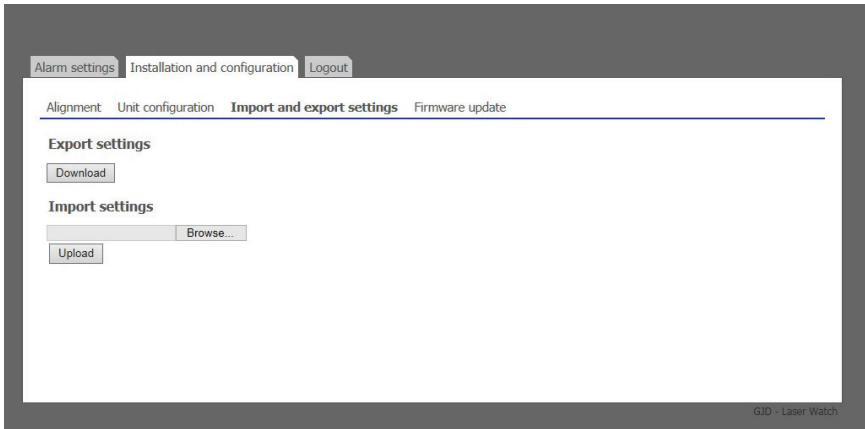 Alarm settings Installation and configuration Logout
Alignment Unit configuration Import and export settings Firmware update
Export settings
Download
Import settings
Browse...
Upload
GJD - Laser Watch